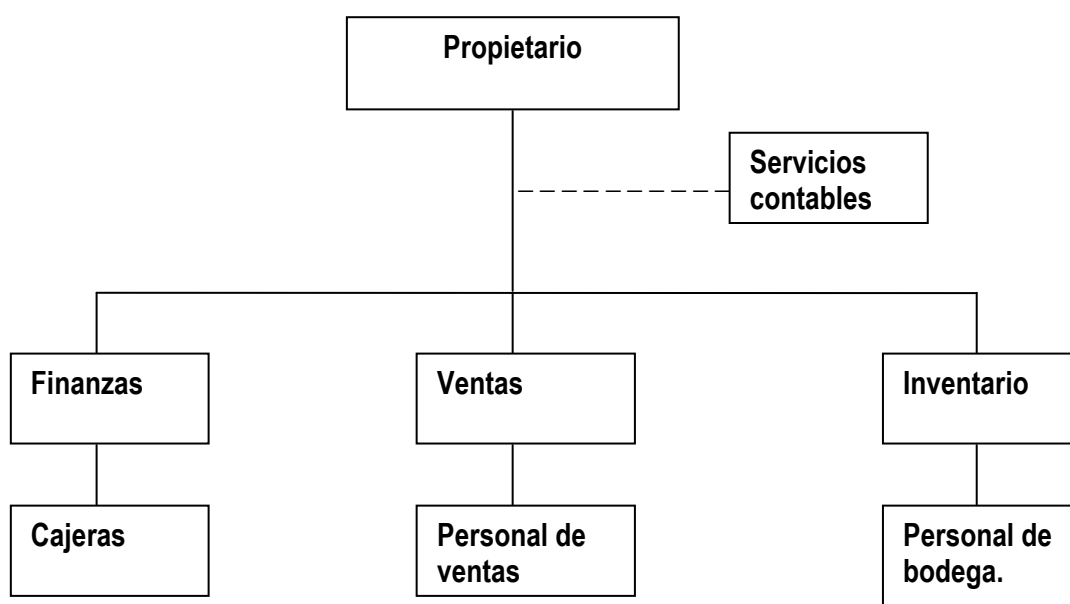 Propietario
Servicios
contables
Finanzas
Ventas
Inventario
Cajeras
Personal de
ventas
Personal de
bodega.